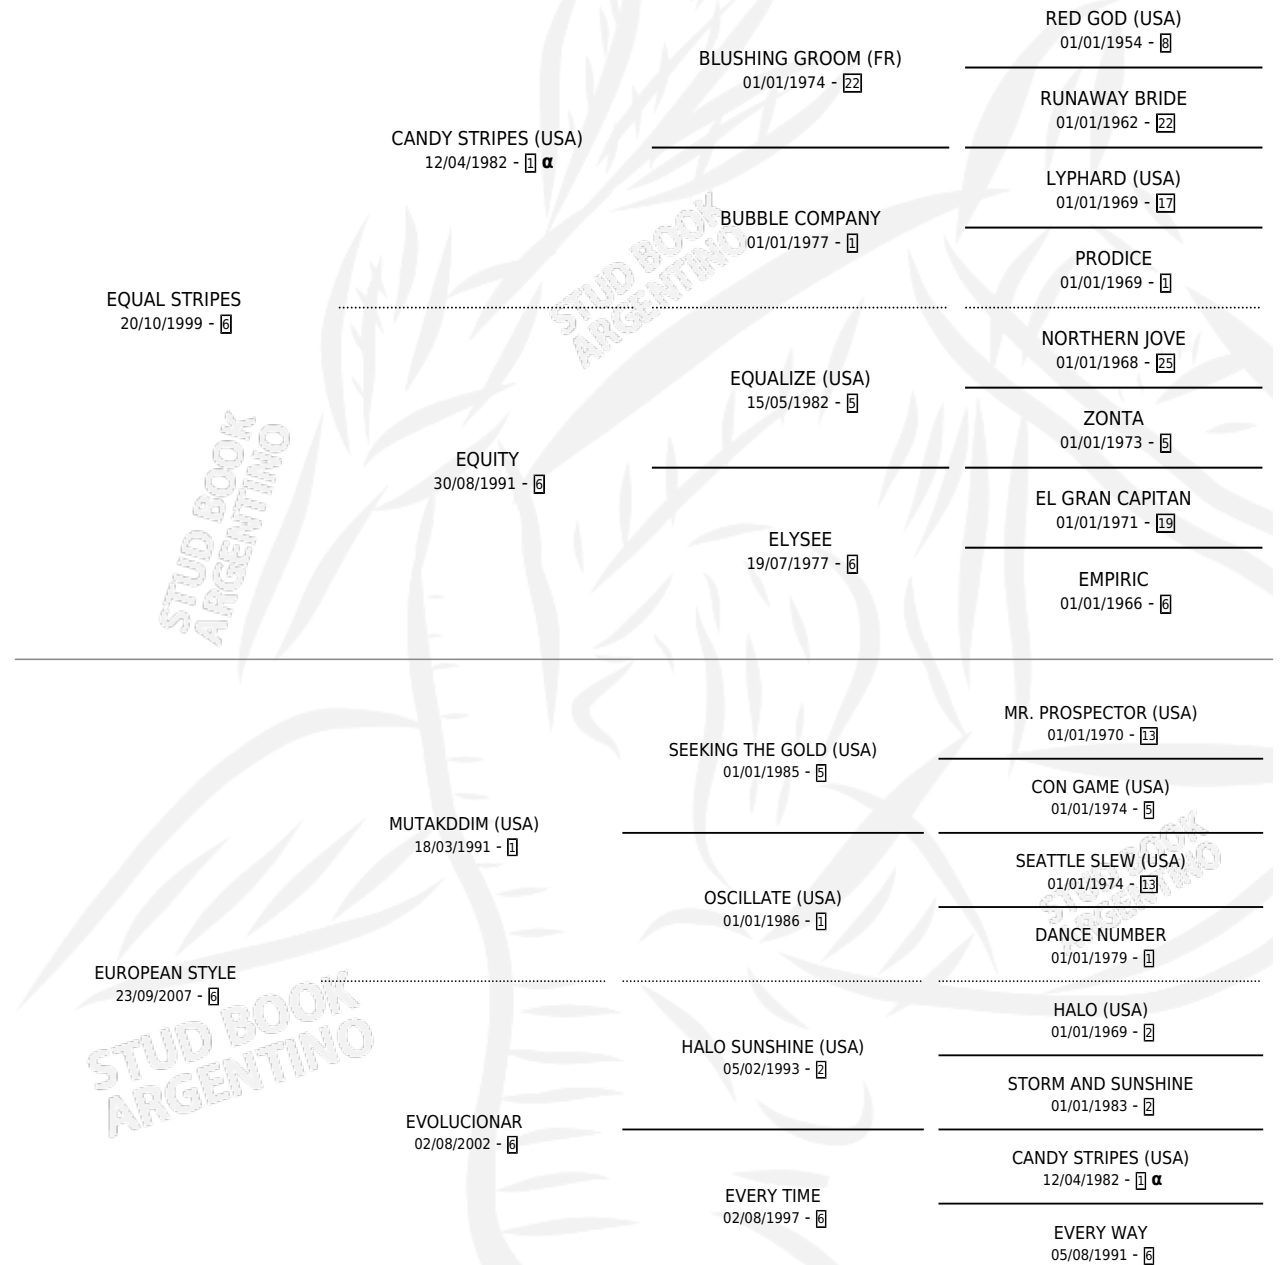 RED GOD (USA)
01/01/1954 - 8
BLUSHING GROOM (FR)
01/01/1974 - 22
RUNAWAY BRIDE
01/01/1962 - 22
CANDY STRIPES (USA)
12/04/1982 - 1 α
LYPHARD (USA)
01/01/1969 - 17
BUBBLE COMPANY
01/01/1977 - 1
PRODICE
01/01/1969 - 1
EQUAL STRIPES
20/10/1999 - 6
NORTHERN JOVE
01/01/1968 - 25
EQUALIZE (USA)
15/05/1982 - 5
ZONTA
01/01/1973 - 5
EQUITY
30/08/1991 - 6
EL GRAN CAPITAN
01/01/1971 - 19
ELYSEE
19/07/1977 - 6
EMPIRIC
01/01/1966 - 6
MR. PROSPECTOR (USA)
01/01/1970 - 13
SEEKING THE GOLD (USA)
01/01/1985 - 5
CON GAME (USA)
01/01/1974 - 5
MUTAKDDIM (USA)
18/03/1991 - 1
SEATTLE SLEW (USA)
01/01/1974 - 13
OSCILLATE (USA)
01/01/1986 - 1
DANCE NUMBER
01/01/1979 - 1
EUROPEAN STYLE
23/09/2007 - 6
HALO (USA)
01/01/1969 - 2
HALO SUNSHINE (USA)
05/02/1993 - 2
STORM AND SUNSHINE
01/01/1983 - 2
EVOLUCIONAR
02/08/2002 - 6
CANDY STRIPES (USA)
12/04/1982 - 1 α
EVERY TIME
02/08/1997 - 6
EVERY WAY
05/08/1991 - 6
STUD BOOK
ARGENTINO
STUD BOOK
ARGENTINO
STUD BOOK
ARGENTINO
STUD BOOK
ARGENTINO